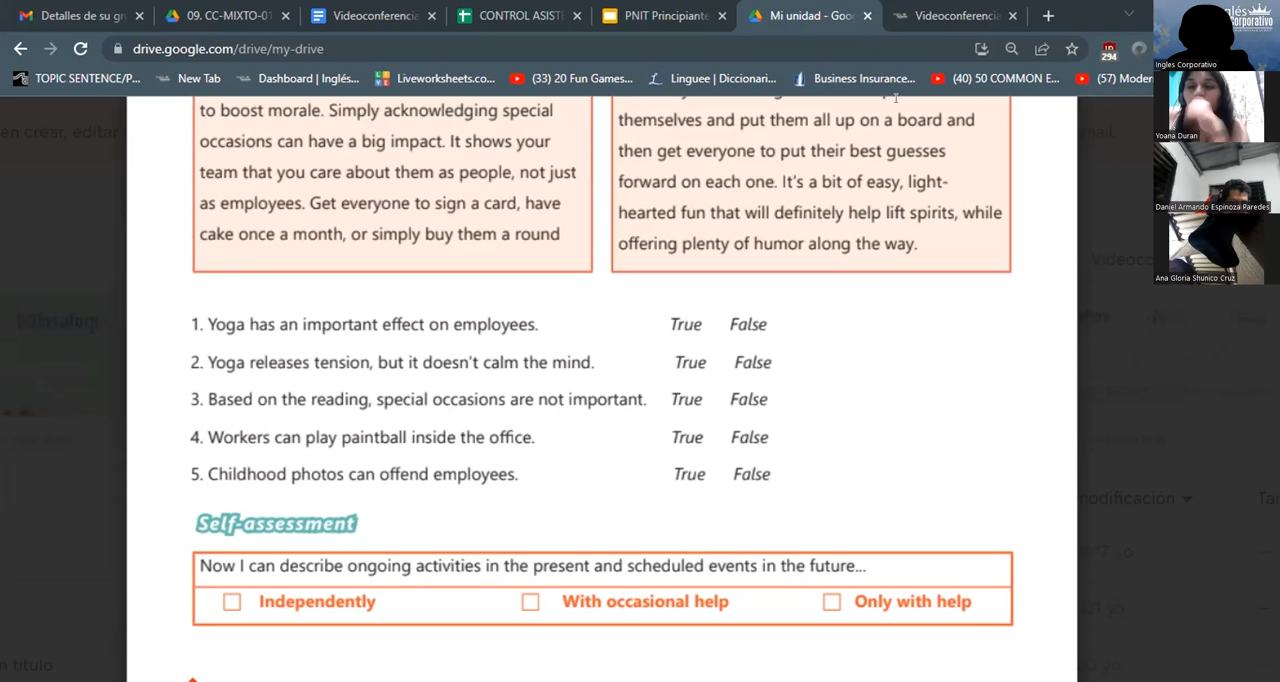 Detalles de su gr
09. CC-MIXTO-01
Videoconferencia
CONTROL ASIST
PNIT Principiante
Mi unidad - Goo
Videoconferencia
drive.google.com/drive/my-drive
294
TOPIC SENTENCE/P...
New Tab
Dashboard | Inglés...
Liveworksheets.co...
(33) 20 Fun Games...
Linguee | Diccionari...
Business Insurance...
(40) 50 COMMON E...
(57) Moder
Corporativo
Ingles Corporativo
Yoana Duran
Daniel Armando Espinoza Paredes
Ana Gloria Shunico Cruz
en crear, editar
to boost morale. Simply acknowledging special
occasions can have a big impact. It shows your
team that you care about them as people, not just
as employees. Get everyone to sign a card, have
cake once a month, or simply buy them a round
themselves and put them all up on a board and
then get everyone to put their best guesses
forward on each one. It's a bit of easy, light-
hearted fun that will definitely help lift spirits, while
offering plenty of humor along the way.
1. Yoga has an important effect on employees. True False
2. Yoga releases tension, but it doesn't calm the mind. True False
3. Based on the reading, special occasions are not important. True False
4. Workers can play paintball inside the office. True False
5. Childhood photos can offend employees. True False
Self-assessment
Now I can describe ongoing activities in the present and scheduled events in the future...
Independently With occasional help Only with help
modificación
Ta
n titulo